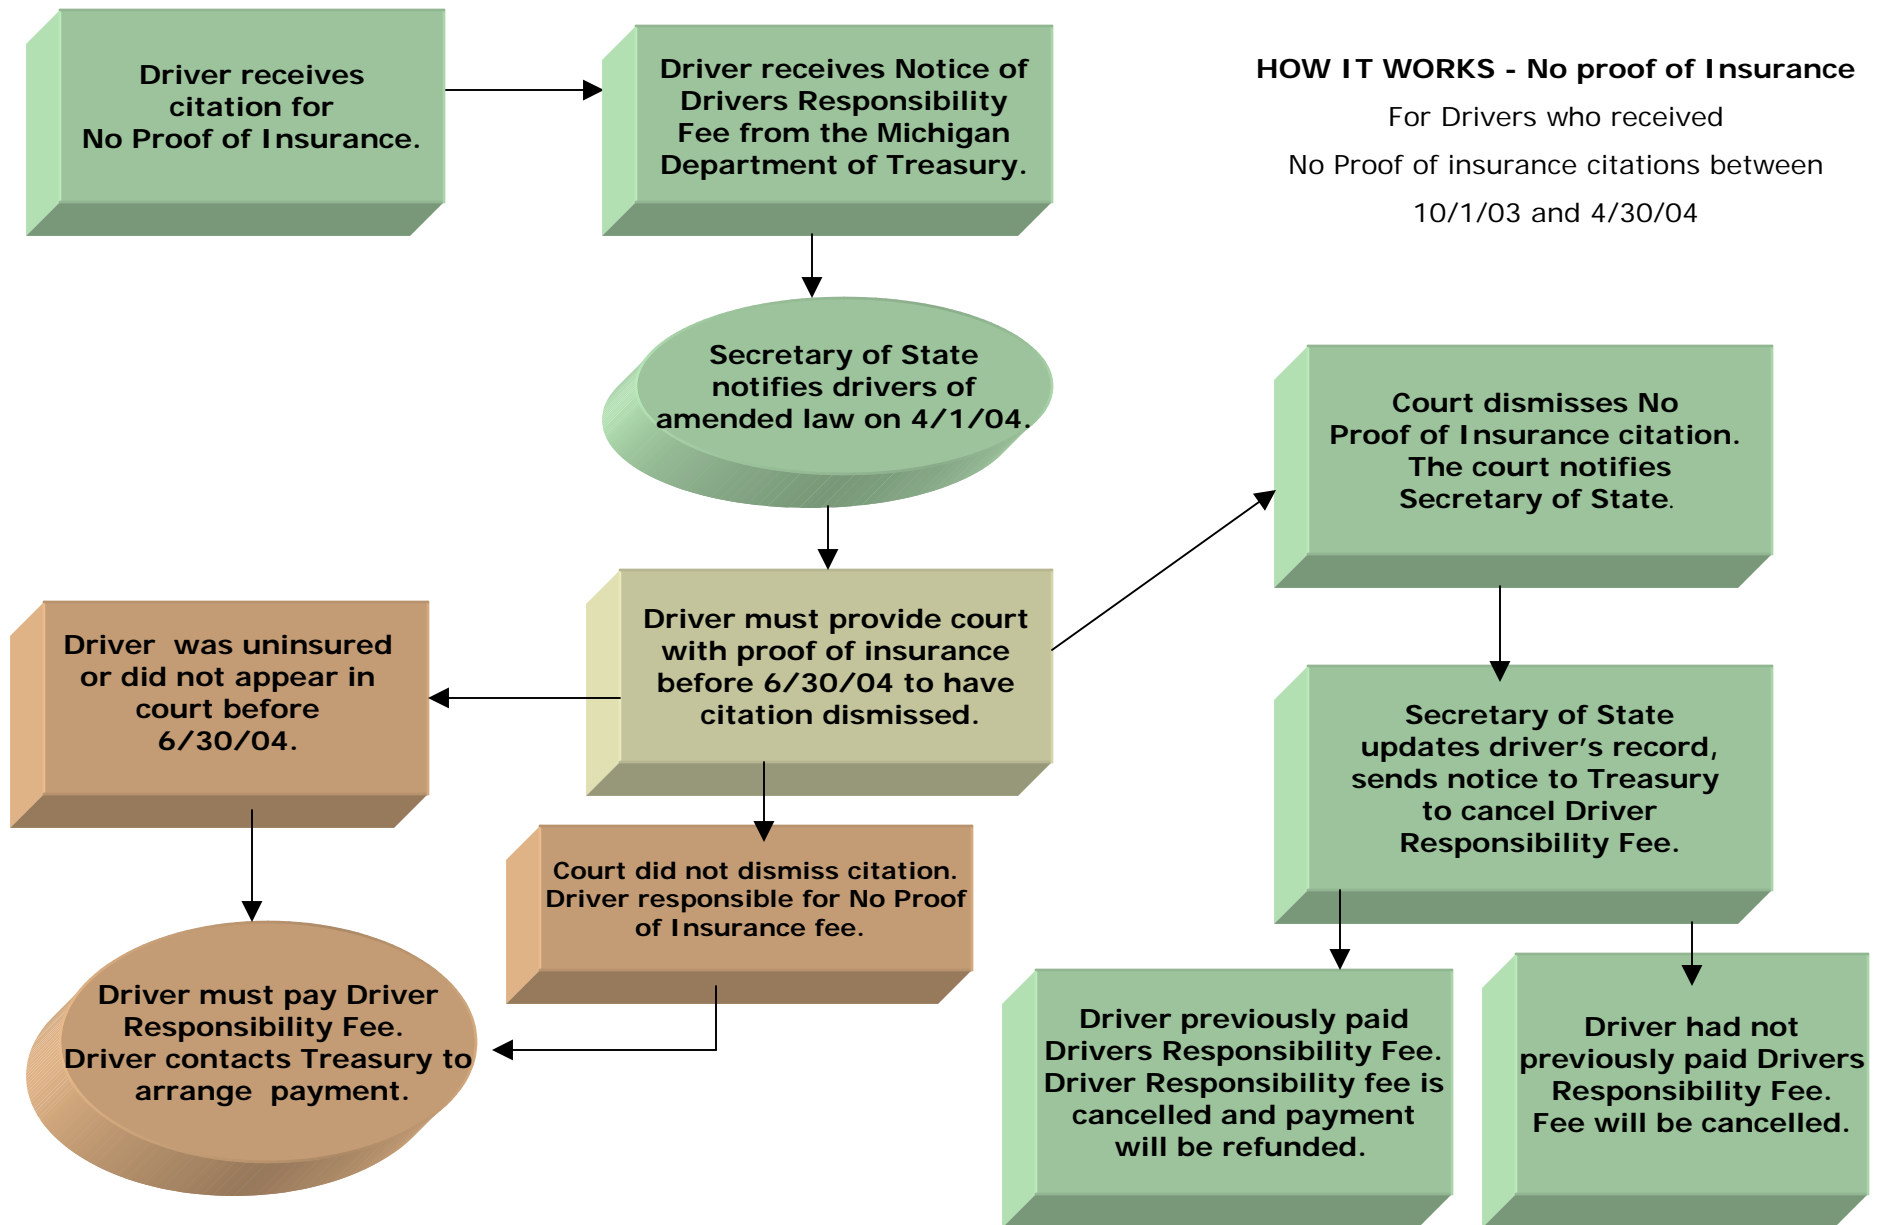 Driver receives
citation for
No Proof of Insurance.
Driver receives Notice of
Drivers Responsibility
Fee from the Michigan
Department of Treasury.
HOW IT WORKS - No proof of Insurance
For Drivers who received
No Proof of insurance citations between
10/1/03 and 4/30/04
Secretary of State
notifies drivers of
amended law on 4/1/04.
Court dismisses No
Proof of Insurance citation.
The court notifies
Secretary of State.
Driver must provide court
with proof of insurance
before 6/30/04 to have
citation dismissed.
Driver was uninsured
or did not appear in
court before
6/30/04.
Secretary of State
updates driver’s record,
sends notice to Treasury
to cancel Driver
Responsibility Fee.
Court did not dismiss citation.
Driver responsible for No Proof
of Insurance fee.
Driver must pay Driver
Responsibility Fee.
Driver contacts Treasury to
arrange payment.
Driver previously paid
Drivers Responsibility Fee.
Driver Responsibility fee is
cancelled and payment
will be refunded.
Driver had not
previously paid Drivers
Responsibility Fee.
Fee will be cancelled.